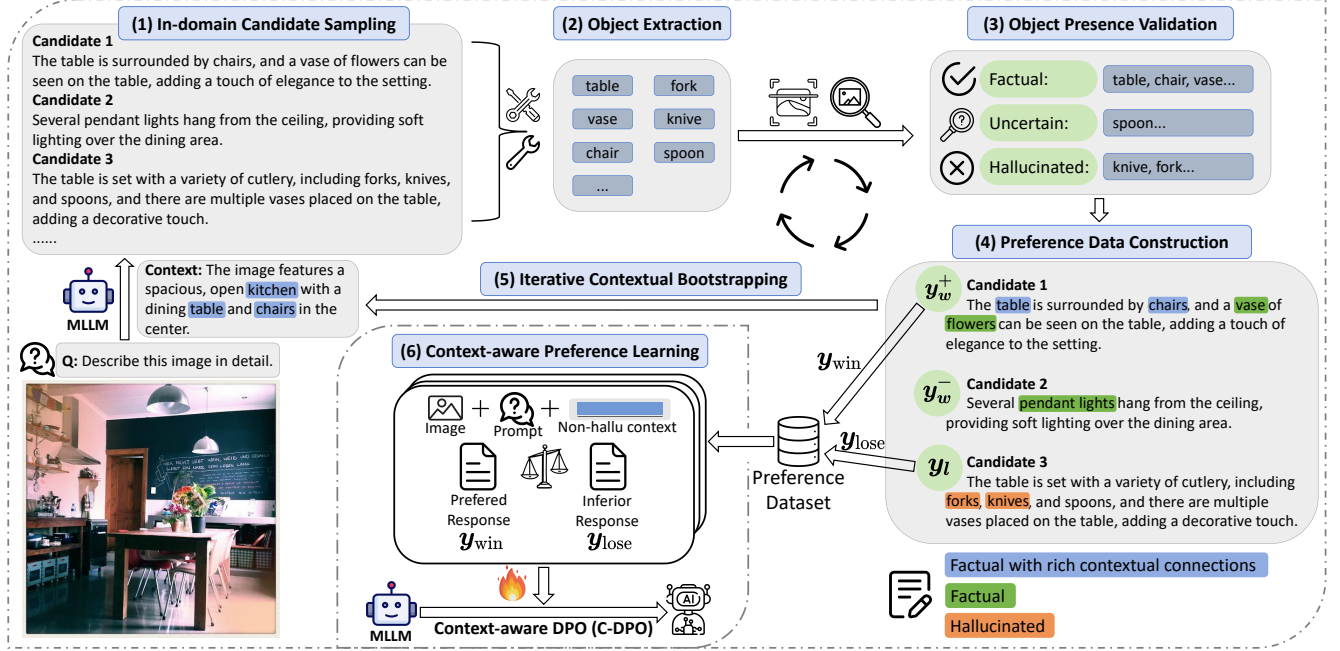 (1) In-domain Candidate Sampling
Candidate 1
The table is surrounded by chairs, and a vase of flowers can be
seen on the table, adding a touch of elegance to the setting.
Candidate 2
Several pendant lights hang from the ceiling, providing soft
lighting over the dining area.
Candidate 3
The table is set with a variety of cutlery, including forks, knives,
and spoons, and there are multiple vases placed on the table,
adding a decorative touch.
......
(2) Object Extraction
table fork
vase knive
chair spoon
...
(3) Object Presence Validation
Factual: table, chair, vase...
Uncertain: spoon...
Hallucinated: knive, fork...
(4) Preference Data Construction
y_w^+
Candidate 1
The table is surrounded by chairs, and a vase of
flowers can be seen on the table, adding a touch of
elegance to the setting.
y_w^-
Candidate 2
Several pendant lights hang from the ceiling,
providing soft lighting over the dining area.
y_l
Candidate 3
The table is set with a variety of cutlery, including
forks, knives, and spoons, and there are multiple
vases placed on the table, adding a decorative touch.
Factual with rich contextual connections
Factual
Hallucinated
(5) Iterative Contextual Bootstrapping
y_win
y_lose
Preference
Dataset
MLLM
Context: The image features a
spacious, open kitchen with a
dining table and chairs in the
center.
Q: Describe this image in detail.
(6) Context-aware Preference Learning
Image + Prompt + Non-hallu context
Prefered
Response
y_win
Inferior
Response
y_lose
MLLM
Context-aware DPO (C-DPO)
AI